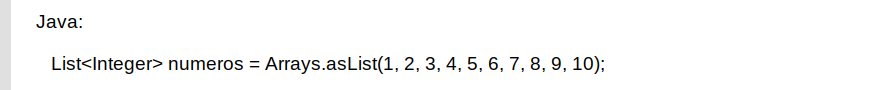 Java:
List<Integer> numeros = Arrays.asList(1, 2, 3, 4, 5, 6, 7, 8, 9, 10);